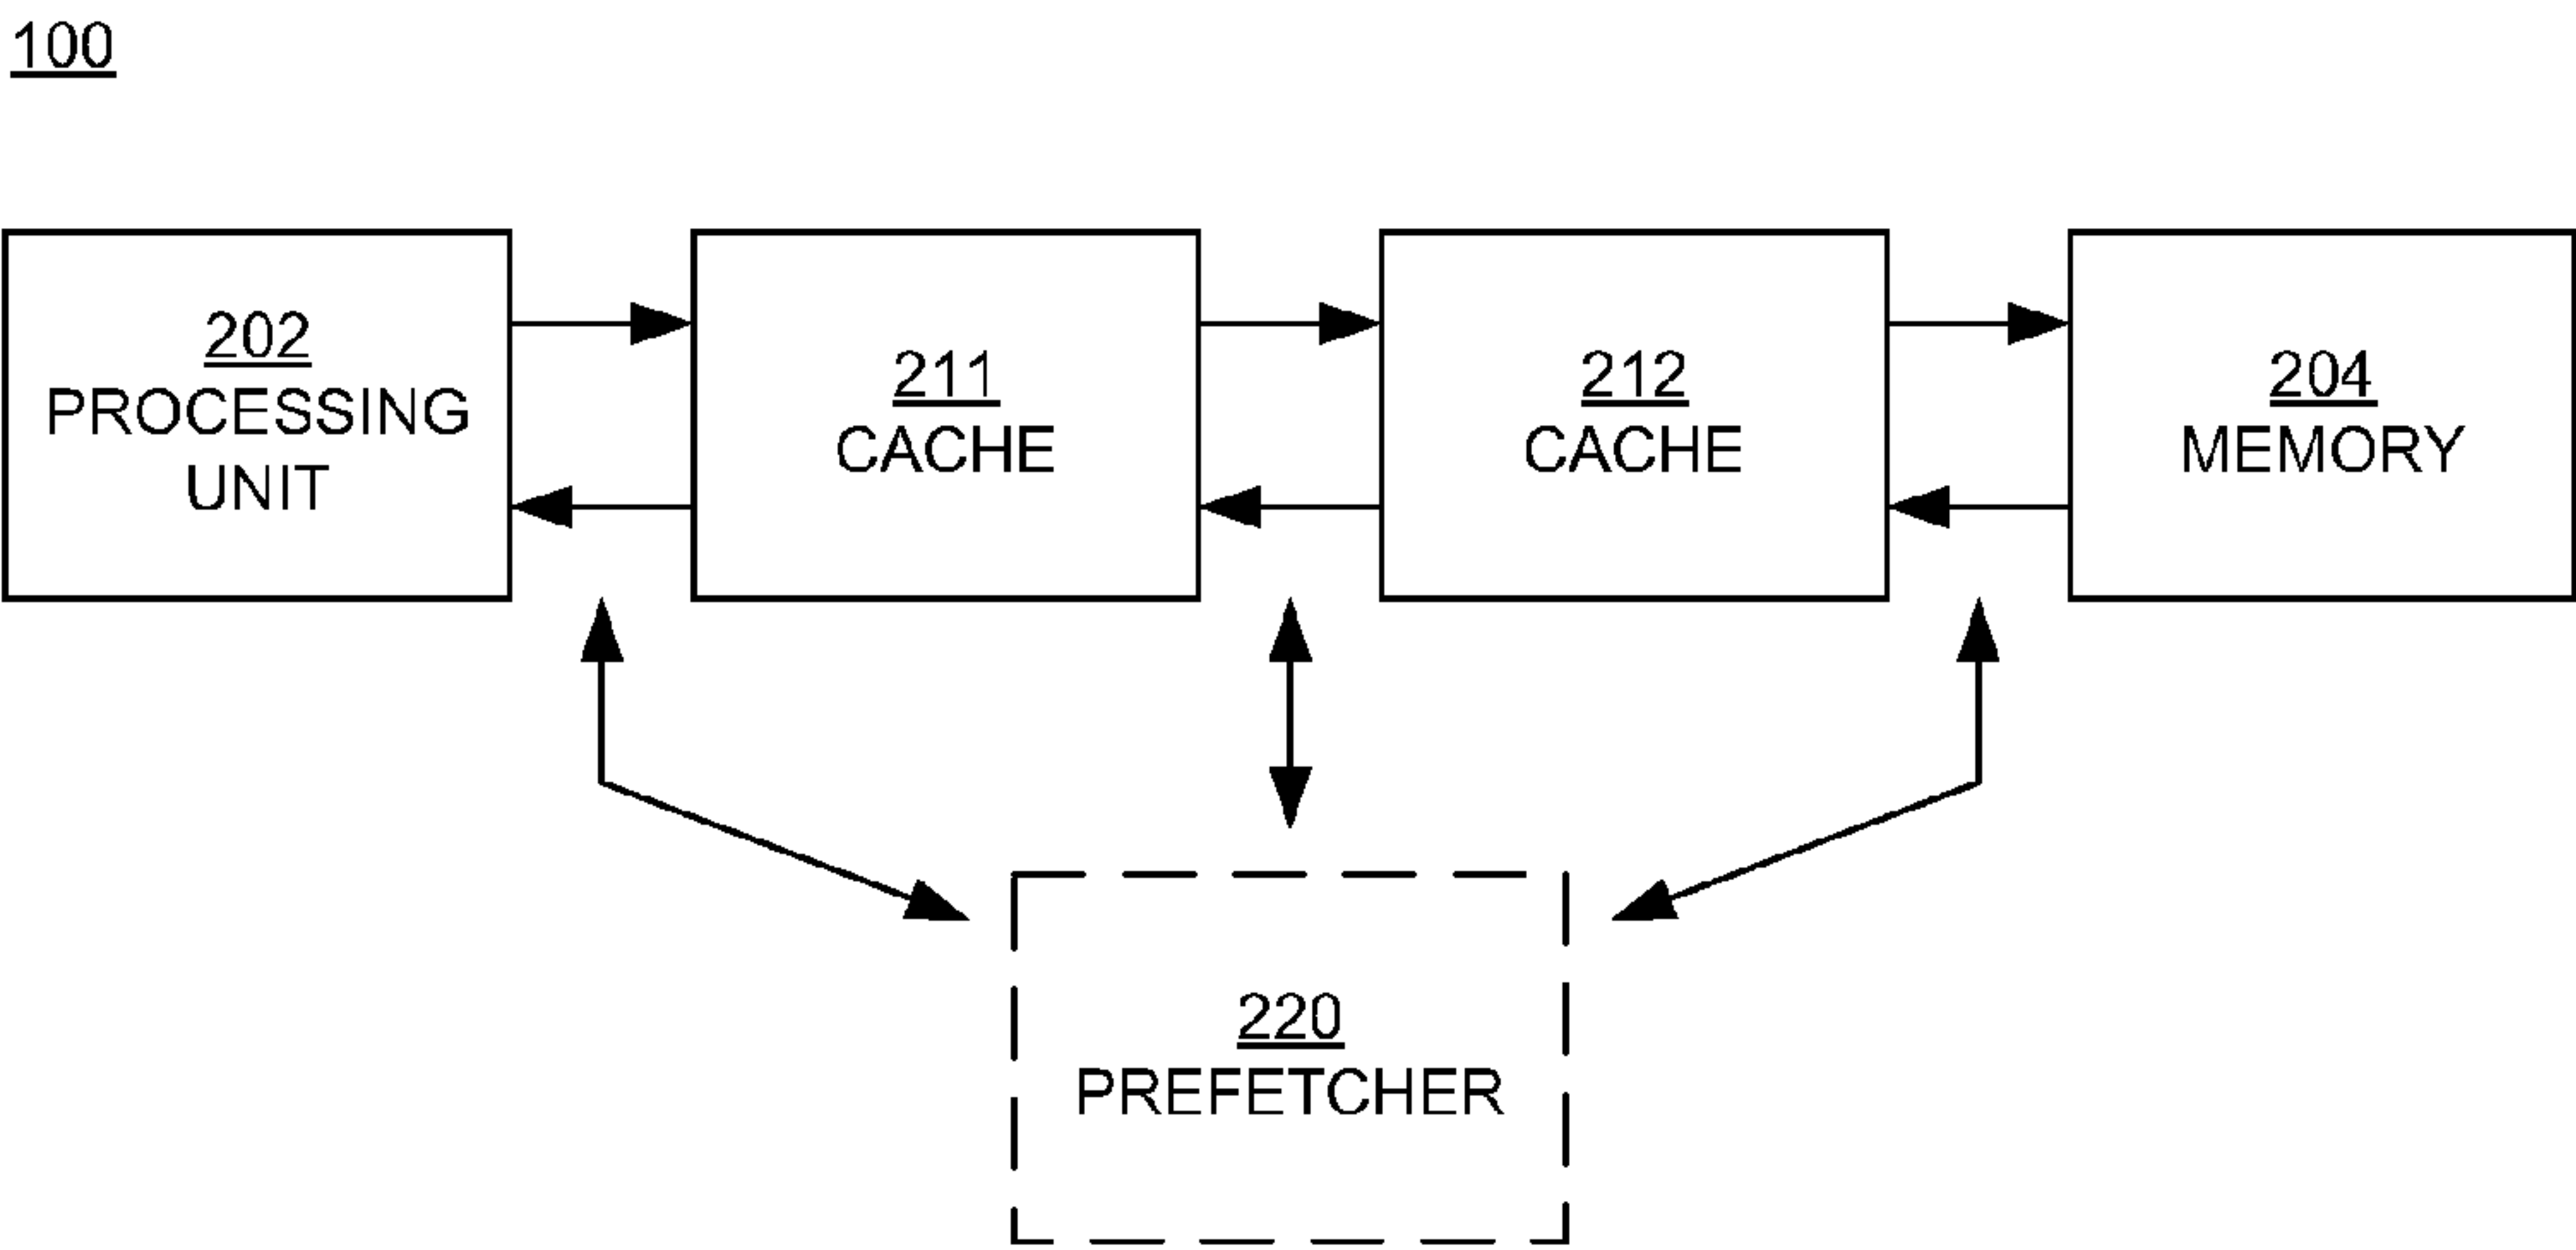 100
202
PROCESSING
UNIT
211
CACHE
212
CACHE
204
MEMORY
220
PREFETCHER